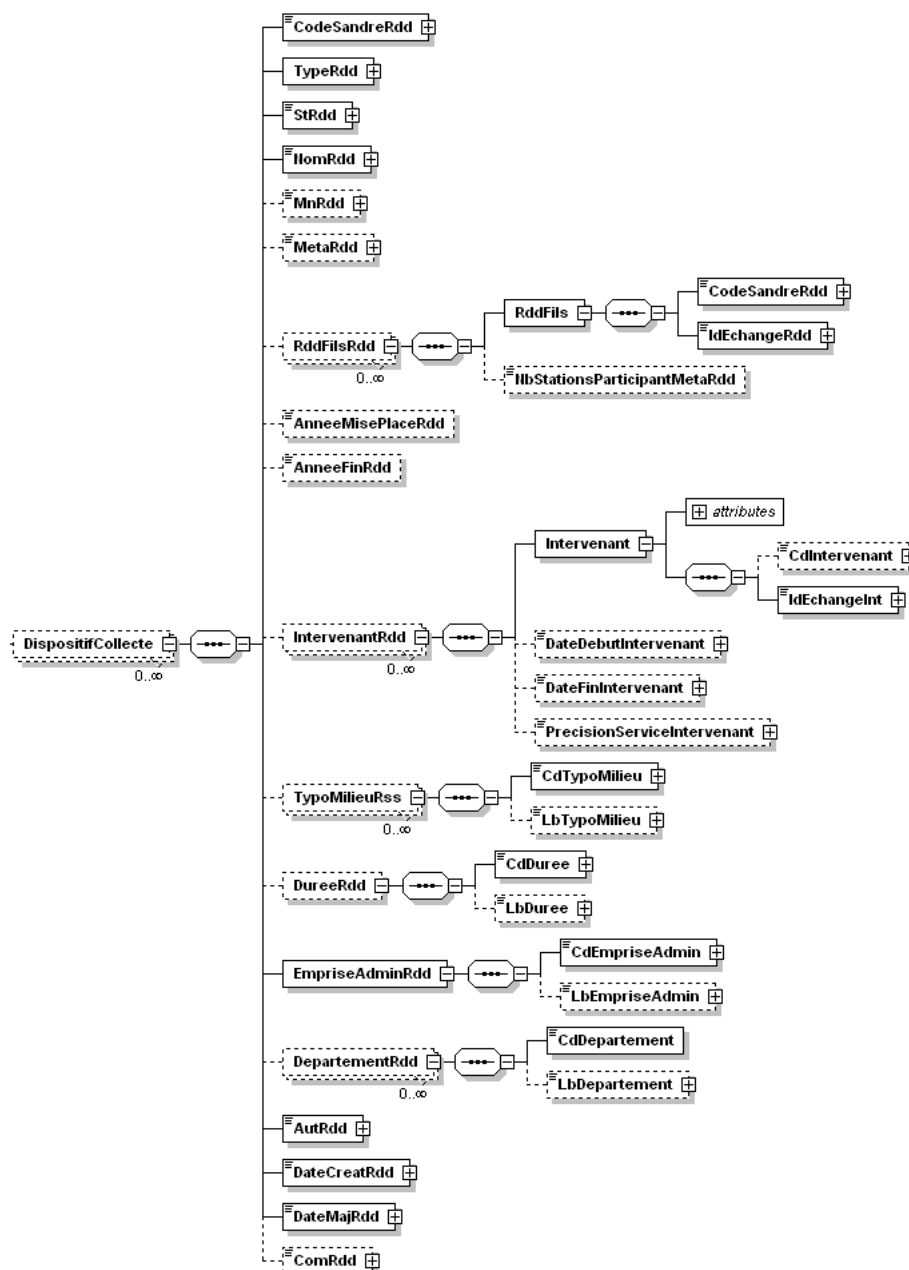 CodeSandreRdd
TypeRdd
StRdd
NomRdd
MnRdd
MetaRdd
RddFilsRdd
0..∞
RddFils
CodeSandreRdd
IdEchangeRdd
NbStationsParticipantMetaRdd
AnneeMisePlaceRdd
AnneeFinRdd
DispositifCollecte
0..∞
IntervenantRdd
0..∞
Intervenant
attributes
CdIntervenant
IdEchangeInt
DateDebutIntervenant
DateFinIntervenant
PrecisionServiceIntervenant
TypoMilieuRss
0..∞
CdTypoMilieu
LbTypoMilieu
DureeRdd
CdDuree
LbDuree
EmpriseAdminRdd
CdEmpriseAdmin
LbEmpriseAdmin
DepartementRdd
0..∞
CdDepartement
LbDepartement
AutRdd
DateCreatRdd
DateMajRdd
ComRdd